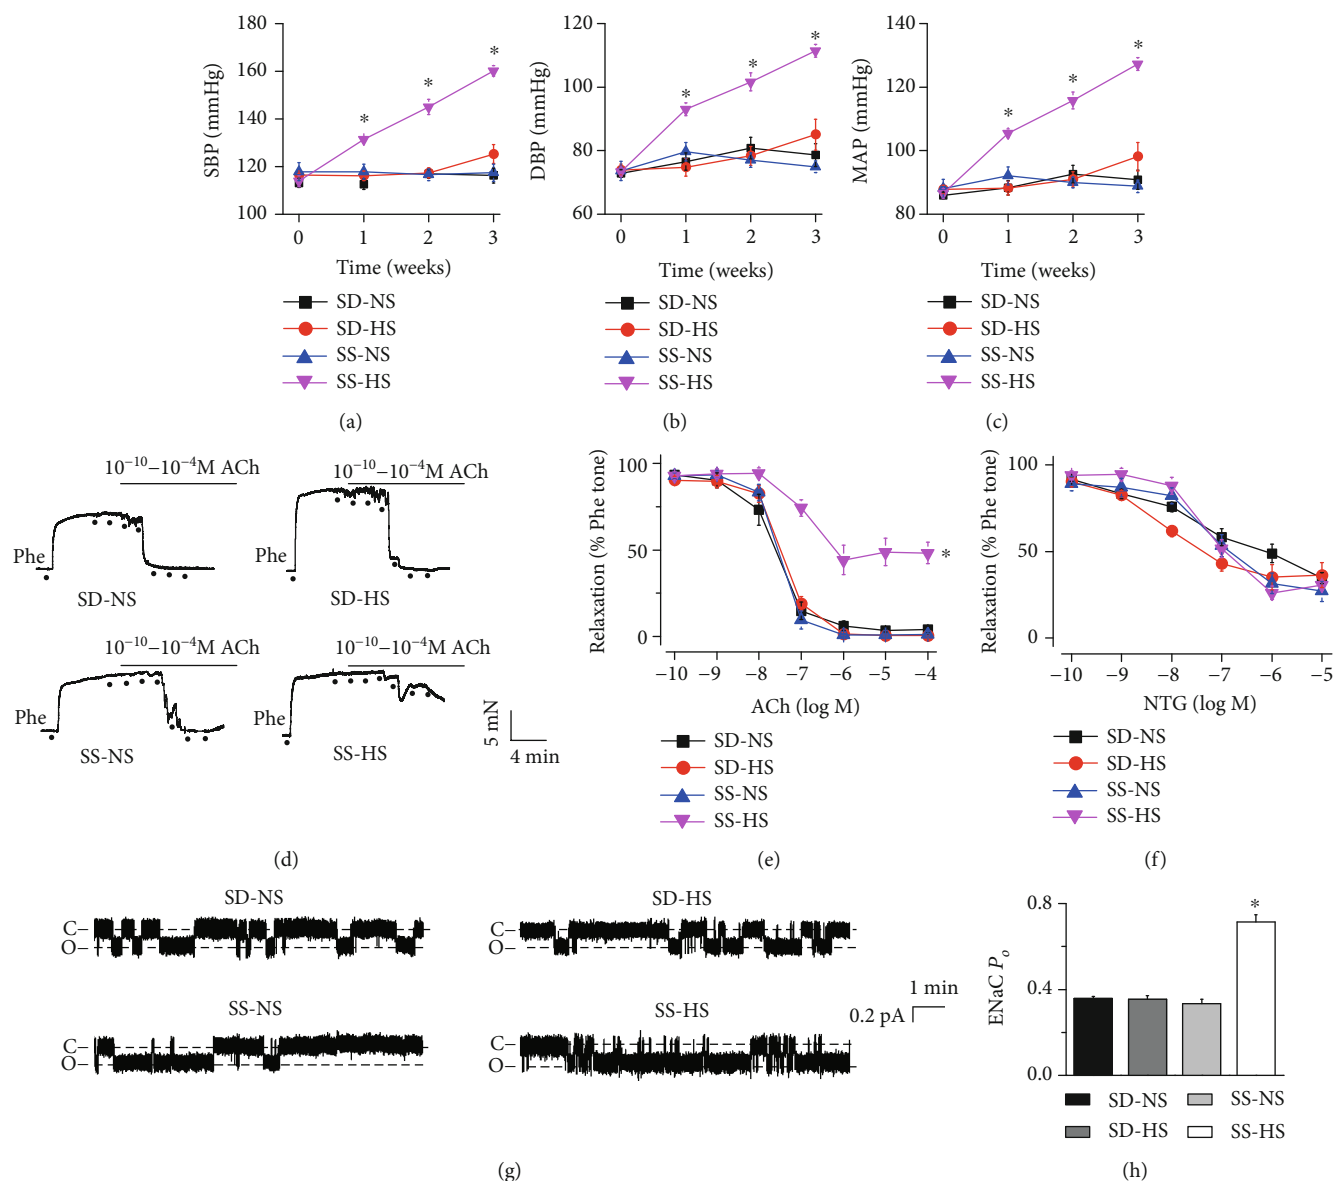 SBP (mmHg)
180
160
140
120
100
*
*
*
0 1 2 3
Time (weeks)
SD-NS
SD-HS
SS-NS
SS-HS
(a)
DBP (mmHg)
120
100
80
60
*
*
*
0 1 2 3
Time (weeks)
SD-NS
SD-HS
SS-NS
SS-HS
(b)
MAP (mmHg)
140
120
100
80
*
*
*
0 1 2 3
Time (weeks)
SD-NS
SD-HS
SS-NS
SS-HS
(c)
10⁻¹⁰–10⁻⁴M ACh
Phe
SD-NS
10⁻¹⁰–10⁻⁴M ACh
Phe
SD-HS
10⁻¹⁰–10⁻⁴M ACh
Phe
SS-NS
10⁻¹⁰–10⁻⁴M ACh
Phe
SS-HS
5 mN
4 min
(d)
Relaxation (% Phe tone)
100
50
0
*
−10 −9 −8 −7 −6 −5 −4
ACh (log M)
SD-NS
SD-HS
SS-NS
SS-HS
(e)
Relaxation (% Phe tone)
100
50
0
−10 −9 −8 −7 −6 −5
NTG (log M)
SD-NS
SD-HS
SS-NS
SS-HS
(f)
SD-NS
C–
O–
SD-HS
C–
O–
SS-NS
C–
O–
SS-HS
C–
O–
1 min
0.2 pA
(g)
ENaC Pₒ
0.8
0.4
0.0
*
SD-NS SS-NS
SD-HS SS-HS
(h)